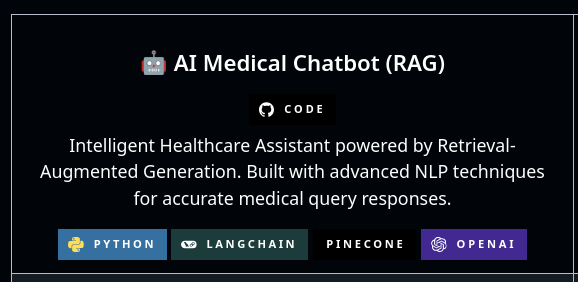 🤖 AI Medical Chatbot (RAG)
CODE
Intelligent Healthcare Assistant powered by Retrieval-
Augmented Generation. Built with advanced NLP techniques
for accurate medical query responses.
PYTHON LANGCHAIN PINECONE OPENAI